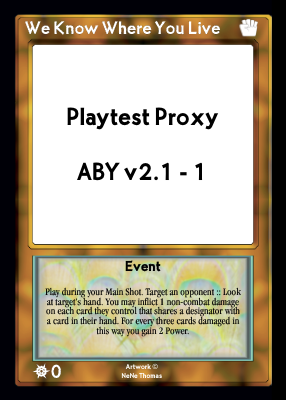 We Know Where You Live
Playtest Proxy
ABY v2.1 - 1
Event
Play during your Main Shot. Target an opponent :: Look
at target's hand. You may inflict 1 non-combat damage
on each card they control that shares a designator with
a card in their hand. For every three cards damaged in
this way you gain 2 Power.
0
Artwork ©
NeNe Thomas